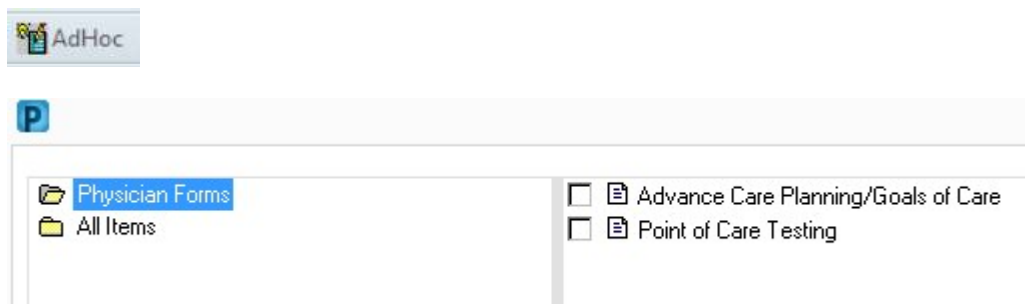 AdHoc
P
Physician Forms
Advance Care Planning/Goals of Care
All Items
Point of Care Testing